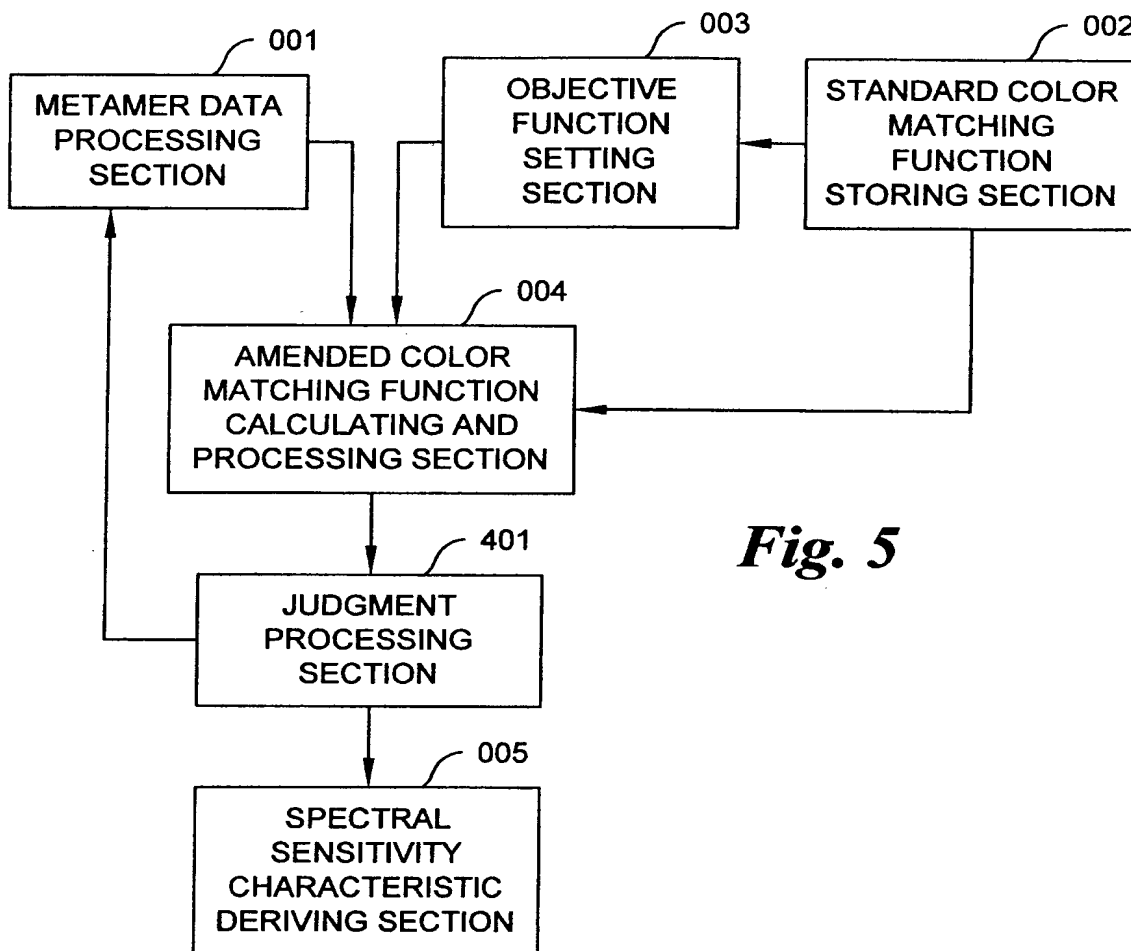 001
METAMER DATA
PROCESSING
SECTION
003
OBJECTIVE
FUNCTION
SETTING
SECTION
002
STANDARD COLOR
MATCHING
FUNCTION
STORING SECTION
004
AMENDED COLOR
MATCHING FUNCTION
CALCULATING AND
PROCESSING SECTION
401
JUDGMENT
PROCESSING
SECTION
005
SPECTRAL
SENSITIVITY
CHARACTERISTIC
DERIVING SECTION
Fig. 5